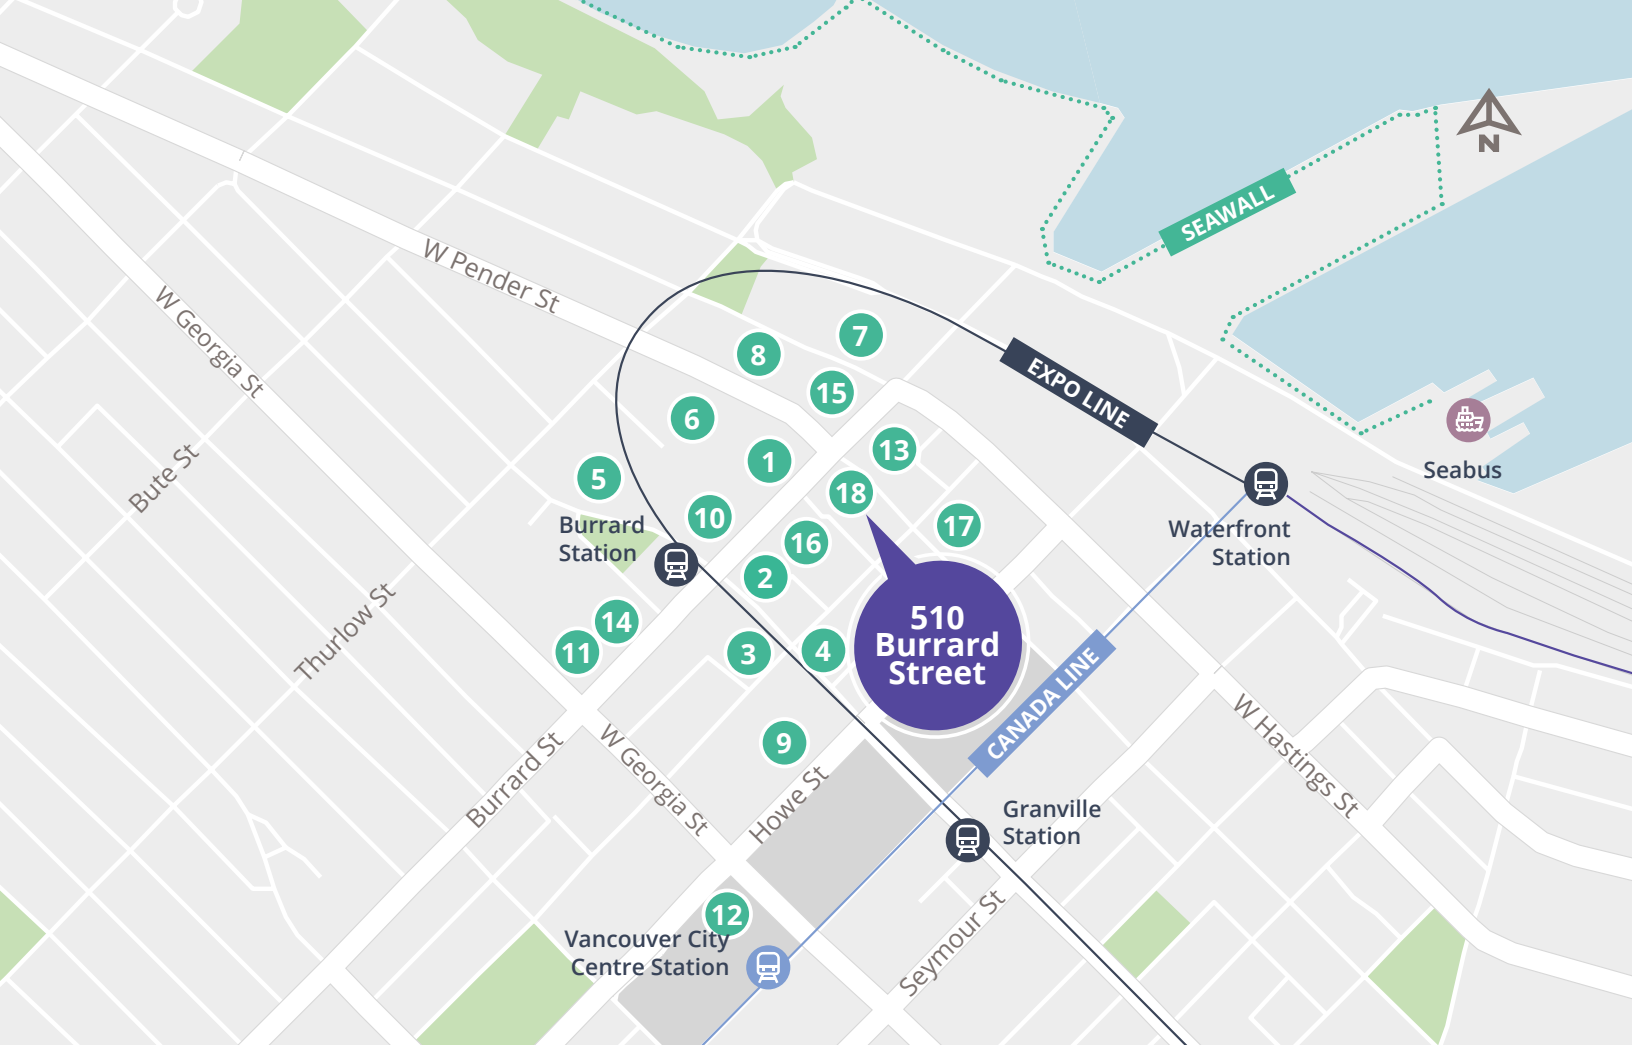 N
SEAWALL
W Pender St
W Georgia St
7
8
EXPO LINE
15
6
13
1
Seabus
5
18
10
17
Burrard
Station
16
Waterfront
Station
Bute St
2
510
Burrard
Street
14
11
3
4
Thurlow St
CANADA LINE
9
W Hastings St
Burrard St
W Georgia St
Howe St
Granville
Station
12
Vancouver City
Centre Station
Seymour St